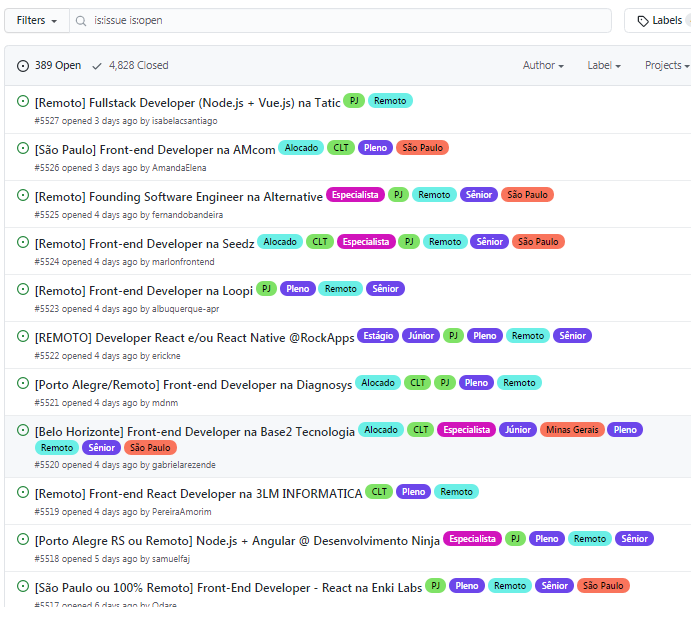 Filters is:issue is:open Labels
389 Open 4,828 Closed Author Label Projects
[Remoto] Fullstack Developer (Node.js + Vue.js) na Tatic PJ Remoto
#5527 opened 3 days ago by isabelacsantiago
[São Paulo] Front-end Developer na AMcom Alocado CLT Pleno São Paulo
#5526 opened 3 days ago by AmandaElena
[Remoto] Founding Software Engineer na Alternative Especialista PJ Remoto Sênior São Paulo
#5525 opened 4 days ago by fernandobandeira
[Remoto] Front-end Developer na Seedz Alocado CLT Especialista PJ Remoto Sênior São Paulo
#5524 opened 4 days ago by marlonfrontend
[Remoto] Front-end Developer na Loopi PJ Pleno Remoto Sênior
#5523 opened 4 days ago by albuquerque-apr
[REMOTO] Developer React e/ou React Native @RockApps Estágio Júnior PJ Pleno Remoto Sênior
#5522 opened 4 days ago by erickne
[Porto Alegre/Remoto] Front-end Developer na Diagnosys Alocado CLT PJ Pleno Remoto
#5521 opened 4 days ago by mdnm
[Belo Horizonte] Front-end Developer na Base2 Tecnologia Alocado CLT Especialista Júnior Minas Gerais Pleno
Remoto Sênior São Paulo
#5520 opened 4 days ago by gabrielarezende
[Remoto] Front-end React Developer na 3LM INFORMATICA CLT Pleno Remoto
#5519 opened 4 days ago by PereiraAmorim
[Porto Alegre RS ou Remoto] Node.js + Angular @ Desenvolvimento Ninja Especialista PJ Pleno Remoto Sênior
#5518 opened 5 days ago by samuelfaj
[São Paulo ou 100% Remoto] Front-End Developer - React na Enki Labs PJ Pleno Remoto Sênior São Paulo
#5517 opened 6 days ago by Odare